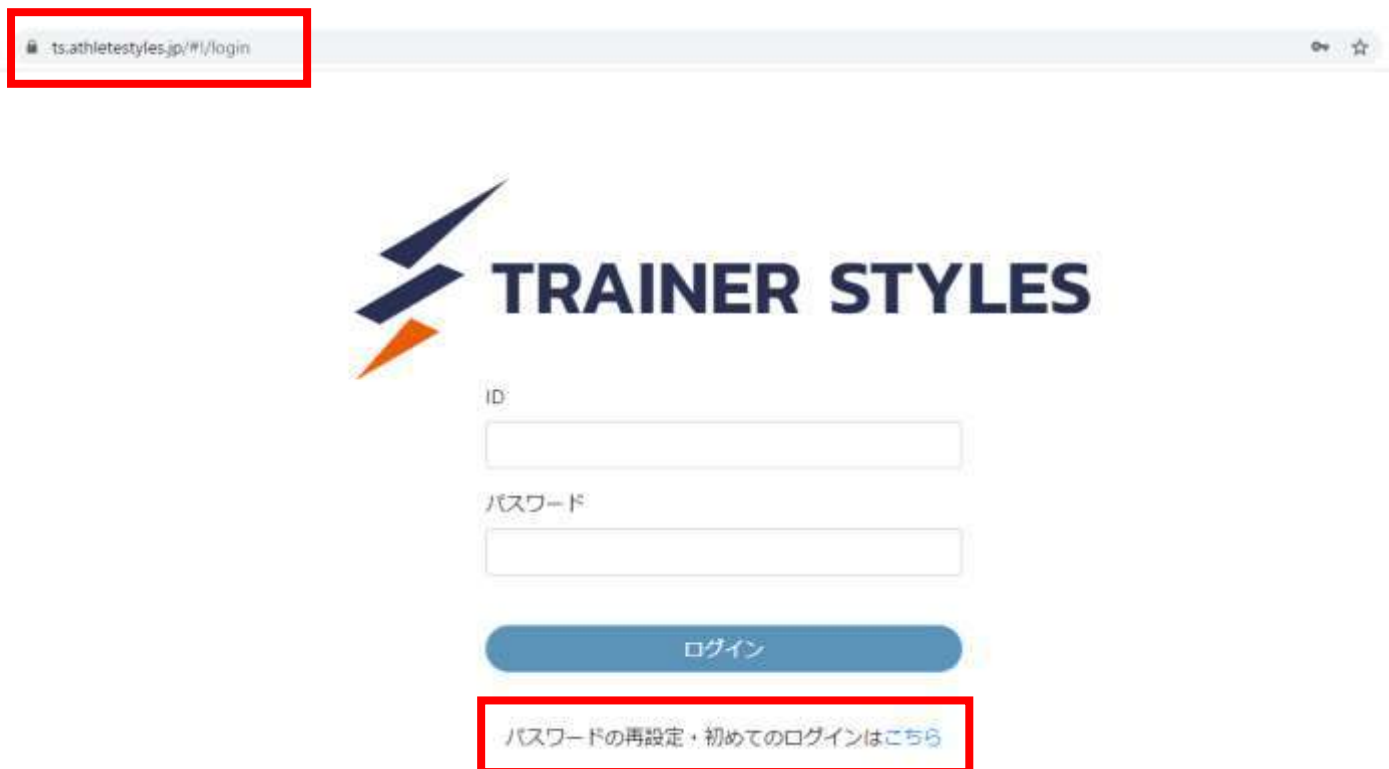 ts.athletestyles.jp/#!/login
TRAINER STYLES
ID
パスワード
ログイン
パスワードの再設定・初めてのログインはこちら